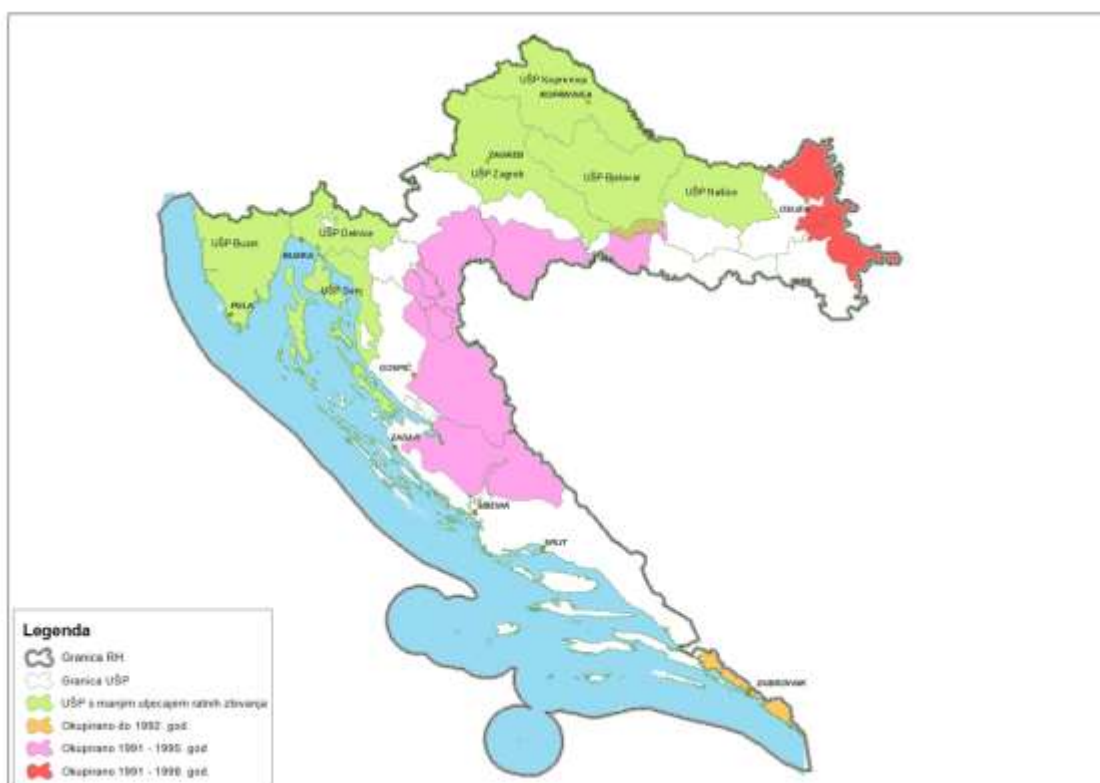 UŠP Koprivnica
KOPRIVNICA
ZAGREB
UŠP Zagreb
UŠP Bjelovar
UŠP Našice
OSIJEK
UŠP Buzet
UŠP Delnice
RIJEKA
UŠP Senj
PULA
GOSPIĆ
ZADAR
ŠIBENIK
SPLIT
DUBROVNIK
Legenda
Granica RH
Granica UŠP
UŠP s manjim utjecajem ratnih zbivanja
Okupirano do 1992. god.
Okupirano 1991 - 1995. god.
Okupirano 1991 - 1998. god.